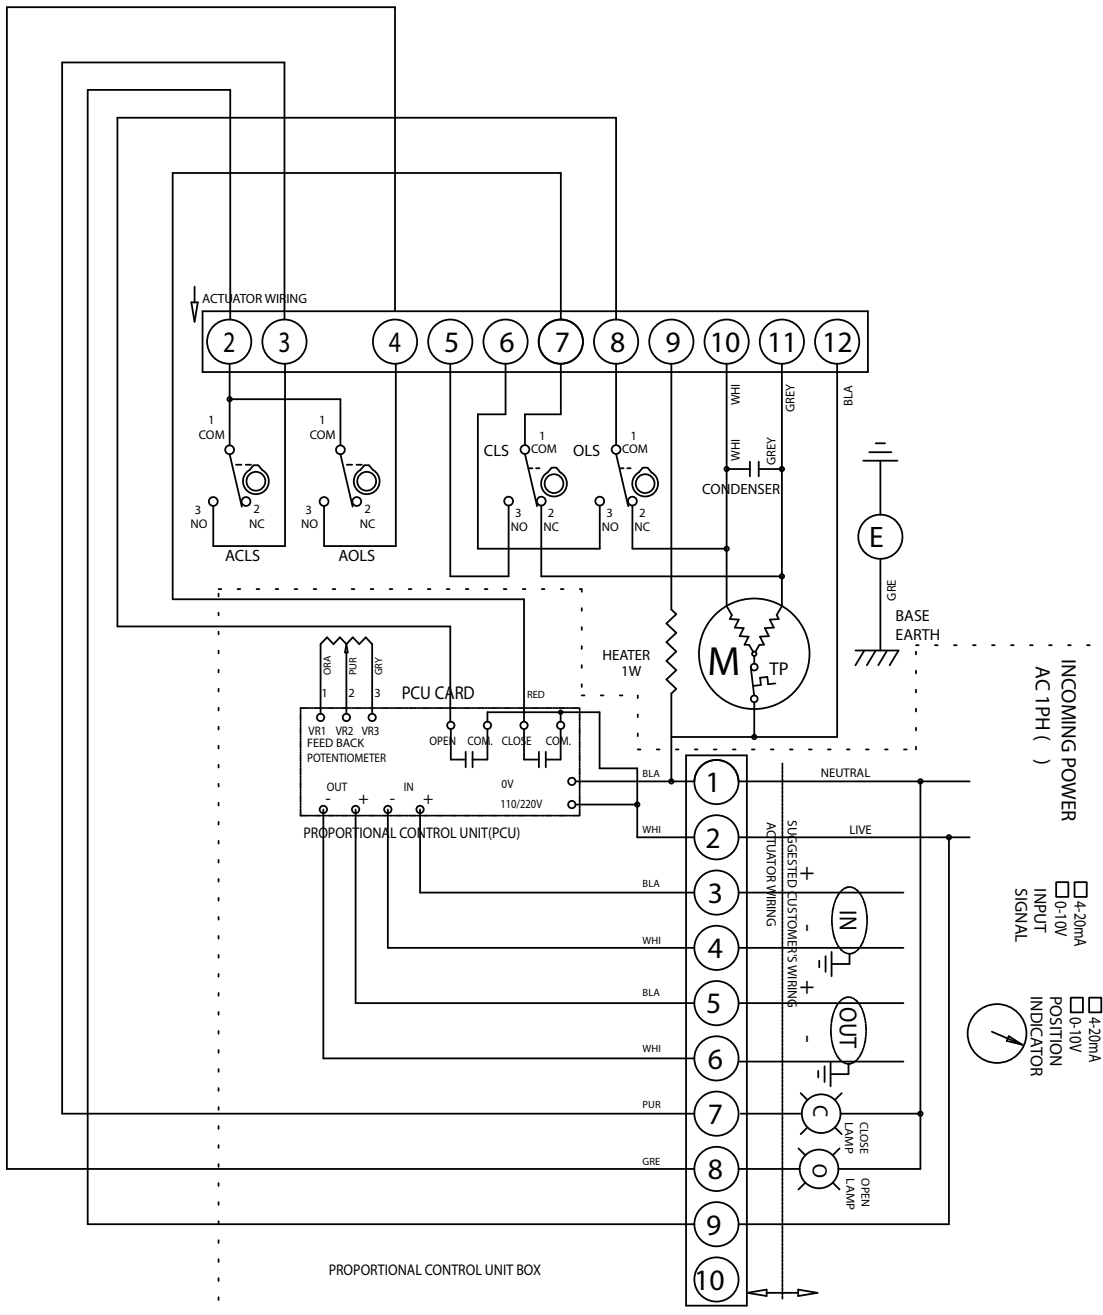 ACTUATOR WIRING
2 3 4 5 6 7 8 9 10 11 12
WHI
GREY
BLA
1
COM
3
NO
2
NC
ACLS
1
COM
3
NO
2
NC
AOLS
CLS
1
COM
3
NO
2
NC
OLS
1
COM
3
NO
2
NC
WHI
GREY
CONDENSER
E
GRE
BASE
EARTH
HEATER
1W
M
TP
INCOMING POWER
AC 1PH ( )
ORA
PUR
GRY
1 2 3
VR1 VR2 VR3
FEED BACK
POTENTIOMETER
PCU CARD
RED
OPEN COM. CLOSE COM.
OUT
- +
IN
- +
0V
110/220V
PROPORTIONAL CONTROL UNIT(PCU)
BLA
1
NEUTRAL
WHI
2
LIVE
SUGGESTED CUSTOMER'S WIRING
ACTUATOR WIRING
BLA
3
+
IN
WHI
4
-
4-20mA
0-10V
INPUT
SIGNAL
BLA
5
+
OUT
WHI
6
-
4-20mA
0-10V
POSITION
INDICATOR
PUR
7
C
CLOSE
LAMP
GRE
8
O
OPEN
LAMP
9
10
PROPORTIONAL CONTROL UNIT BOX